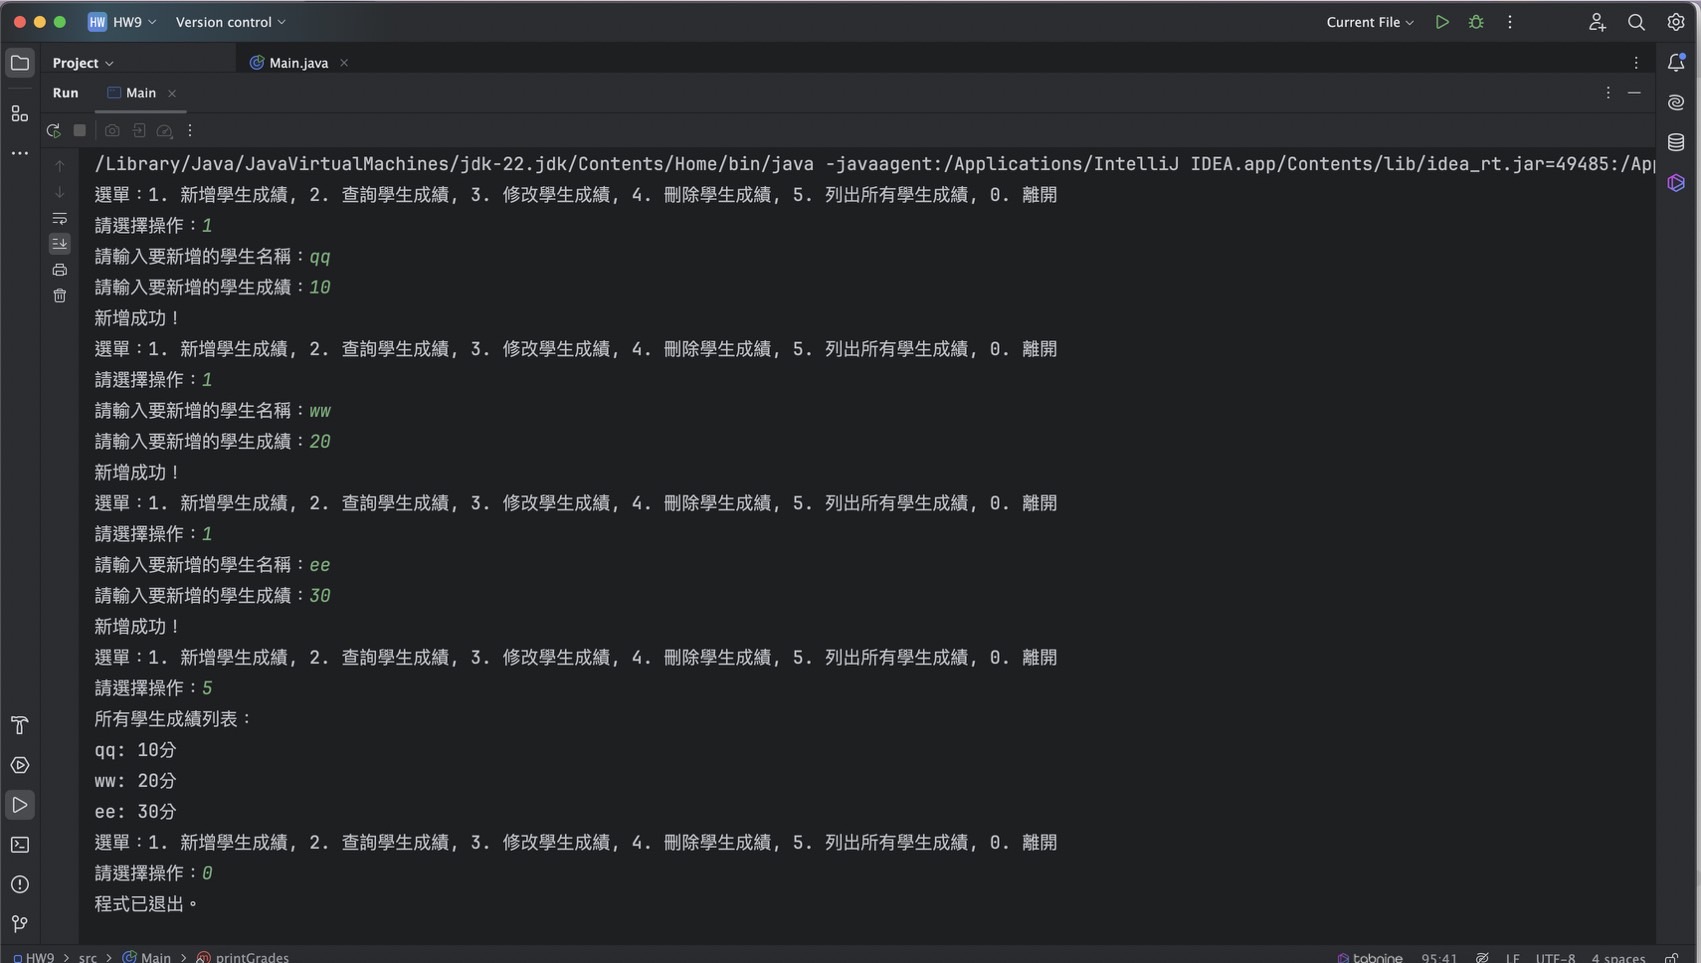 HW HW9 Version control Current File
Project Main.java
Run Main
/Library/Java/JavaVirtualMachines/jdk-22.jdk/Contents/Home/bin/java -javaagent:/Applications/IntelliJ IDEA.app/Contents/lib/idea_rt.jar=49485:/App
選單：1. 新增學生成績, 2. 查詢學生成績, 3. 修改學生成績, 4. 刪除學生成績, 5. 列出所有學生成績, 0. 離開
請選擇操作：1
請輸入要新增的學生名稱：qq
請輸入要新增的學生成績：10
新增成功！
選單：1. 新增學生成績, 2. 查詢學生成績, 3. 修改學生成績, 4. 刪除學生成績, 5. 列出所有學生成績, 0. 離開
請選擇操作：1
請輸入要新增的學生名稱：ww
請輸入要新增的學生成績：20
新增成功！
選單：1. 新增學生成績, 2. 查詢學生成績, 3. 修改學生成績, 4. 刪除學生成績, 5. 列出所有學生成績, 0. 離開
請選擇操作：1
請輸入要新增的學生名稱：ee
請輸入要新增的學生成績：30
新增成功！
選單：1. 新增學生成績, 2. 查詢學生成績, 3. 修改學生成績, 4. 刪除學生成績, 5. 列出所有學生成績, 0. 離開
請選擇操作：5
所有學生成績列表：
qq: 10分
ww: 20分
ee: 30分
選單：1. 新增學生成績, 2. 查詢學生成績, 3. 修改學生成績, 4. 刪除學生成績, 5. 列出所有學生成績, 0. 離開
請選擇操作：0
程式已退出。
HW9 > src > Main > printGrades tabnine 95:41 LF UTF-8 4 spaces